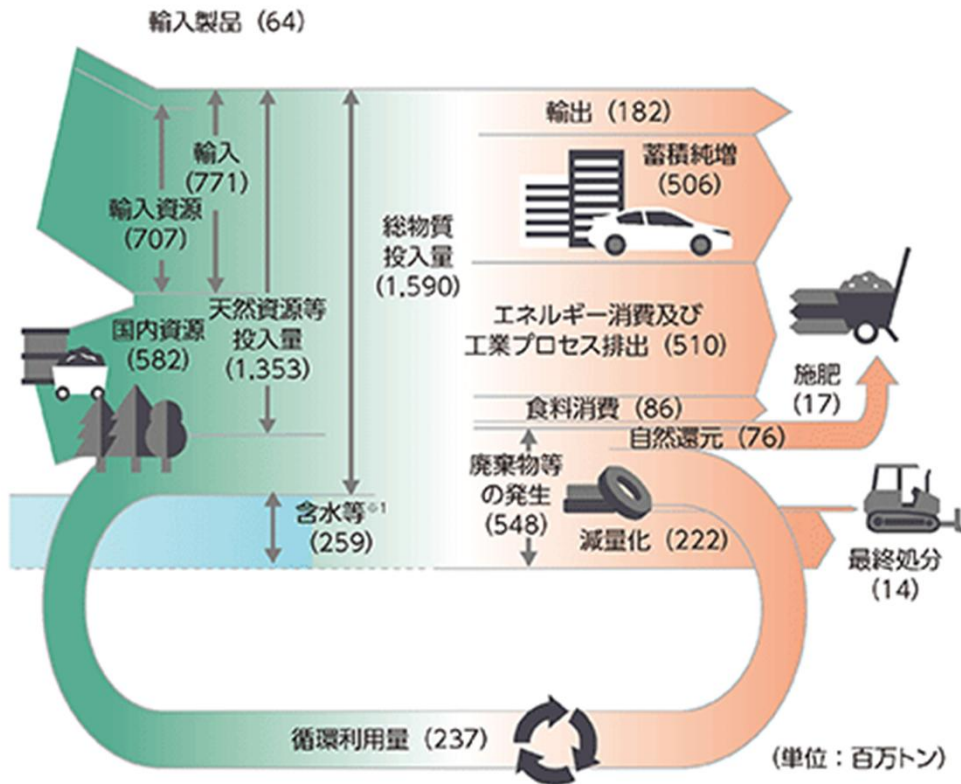 輸入製品（64）
輸出（182）
蓄積純増
（506）
輸入
（771）
輸入資源
（707）
総物質
投入量
（1,590）
国内資源
（582）
天然資源等
投入量
（1,353）
エネルギー消費及び
工業プロセス排出（510）
施肥
（17）
食料消費（86）
自然還元（76）
廃棄物等
の発生
（548）
含水等※1
（259）
減量化（222）
最終処分
（14）
循環利用量（237）
（単位：百万トン）